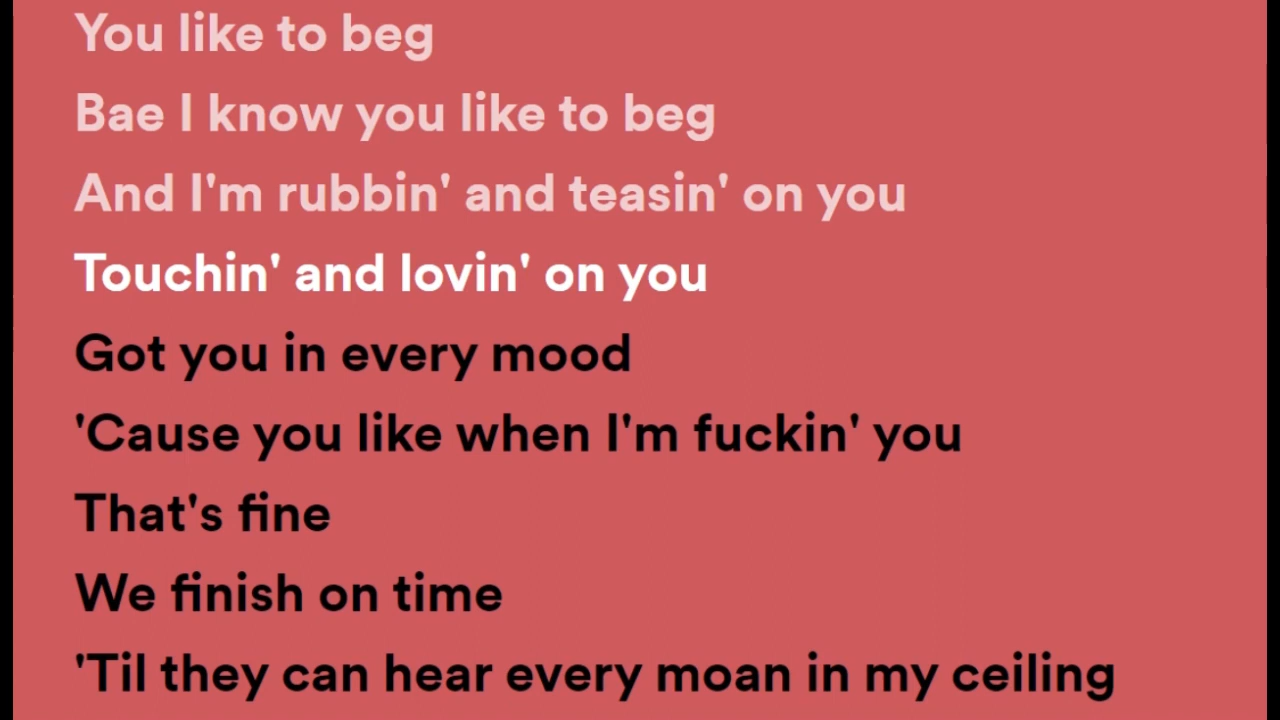 You like to beg
Bae I know you like to beg
And I'm rubbin' and teasin' on you
Touchin' and lovin' on you
Got you in every mood
'Cause you like when I'm fuckin' you
That's fine
We finish on time
'Til they can hear every moan in my ceiling